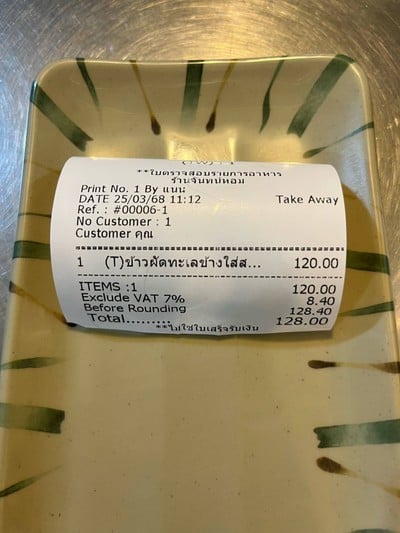 **ใบตรวจสอบรายการอาหาร
ร้านจันทน์หอม
Print No. 1 By แนน
DATE 25/03/68 11:12 Take Away
Ref. : #00006-1
No Customer : 1
Customer คุณ
1 (T)ข้าวผัดทะเลข้างใส่ส... 120.00
ITEMS :1 120.00
Exclude VAT 7% 8.40
Before Rounding 128.40
Total......... 128.00
**ไม่ใช่ใบเสร็จรับเงิน